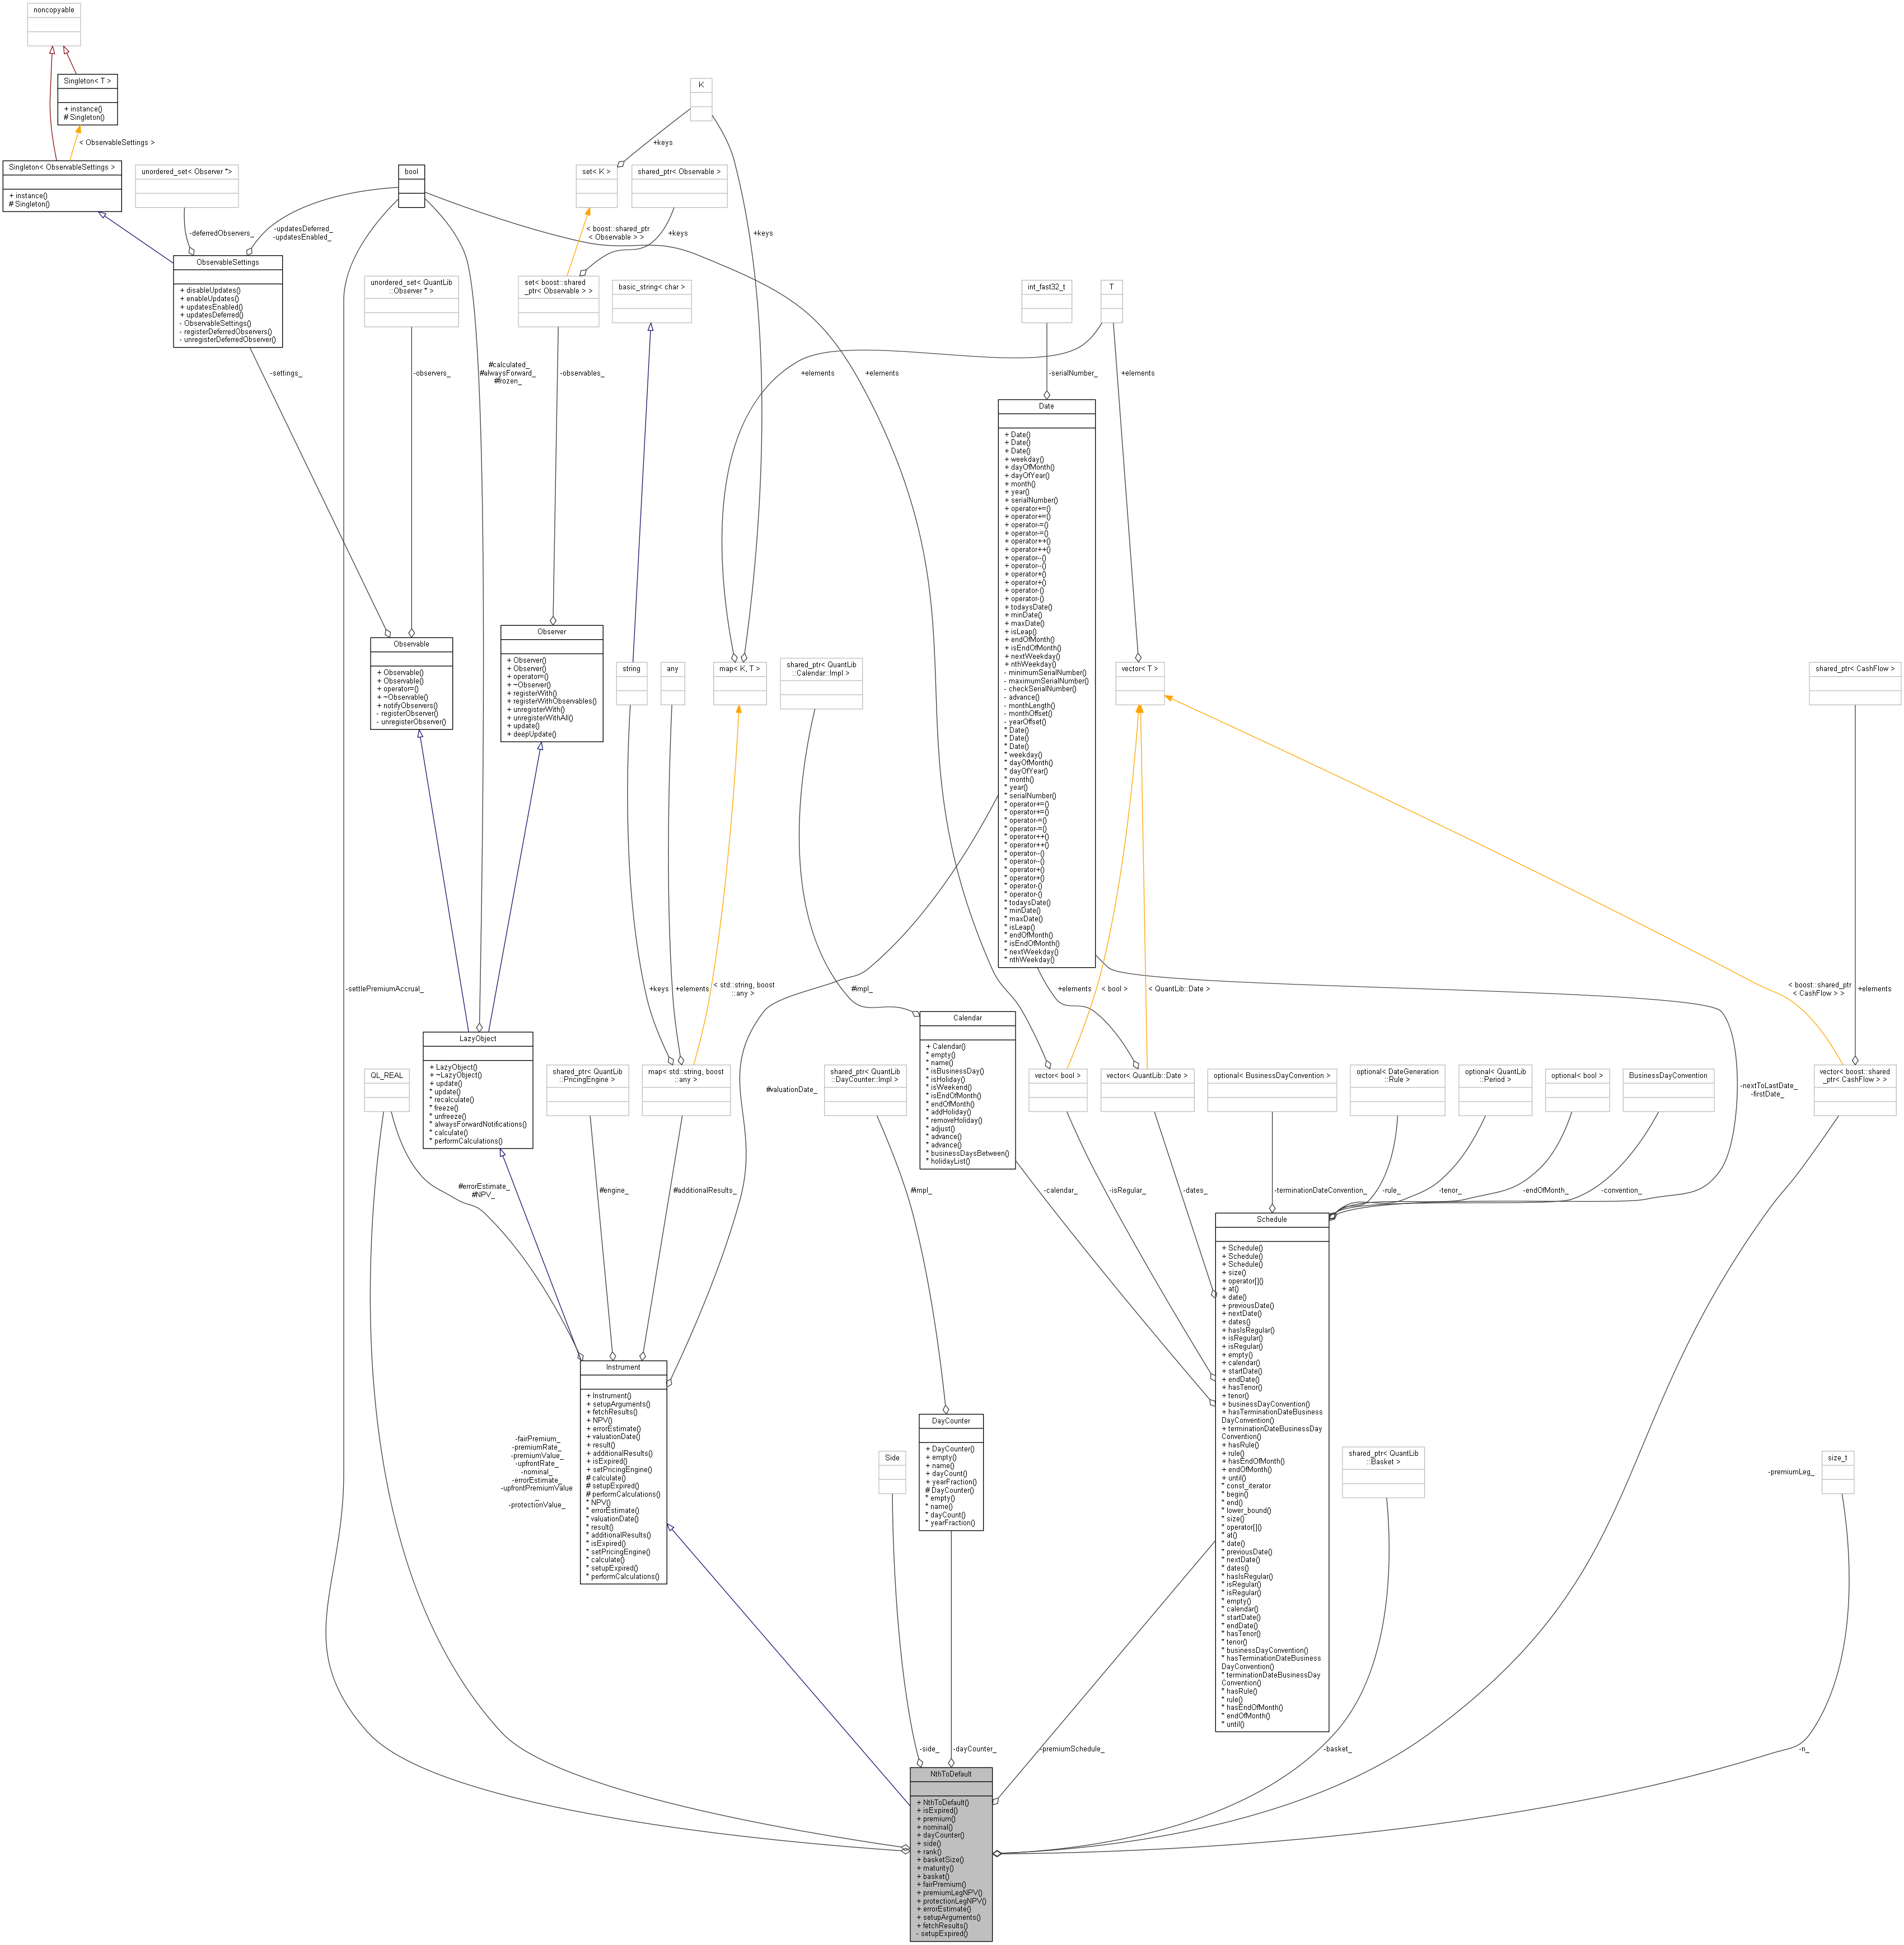 noncopyable
Singleton< T >
+ instance()
# Singleton()
K
< ObservableSettings >
+keys
Singleton< ObservableSettings >
+ instance()
# Singleton()
unordered_set< Observer *>
bool
set< K >
shared_ptr< Observable >
-deferredObservers_
-updatesDeferred_
-updatesEnabled_
< boost::shared_ptr
< Observable > >
+keys
+keys
ObservableSettings
+ disableUpdates()
+ enableUpdates()
+ updatesEnabled()
+ updatesDeferred()
- ObservableSettings()
- registerDeferredObservers()
- unregisterDeferredObserver()
unordered_set< QuantLib
::Observer * >
set< boost::shared
_ptr< Observable > >
basic_string< char >
int_fast32_t
T
-settings_
-observers_
#calculated_
#alwaysForward_
#frozen_
-observables_
+elements
+elements
-serialNumber_
+elements
Date
+ Date()
+ Date()
+ Date()
+ weekday()
+ dayOfMonth()
+ dayOfYear()
+ month()
+ year()
+ serialNumber()
+ operator+=()
+ operator+=()
+ operator-=()
+ operator-=()
+ operator++()
+ operator++()
+ operator--()
+ operator--()
+ operator+()
+ operator+()
+ operator-()
+ operator-()
+ todaysDate()
+ minDate()
+ maxDate()
+ isLeap()
+ endOfMonth()
+ isEndOfMonth()
+ nextWeekday()
+ nthWeekday()
- minimumSerialNumber()
- maximumSerialNumber()
- checkSerialNumber()
- advance()
- monthLength()
- monthOffset()
- yearOffset()
* Date()
* Date()
* Date()
* weekday()
* dayOfMonth()
* dayOfYear()
* month()
* year()
* serialNumber()
* operator+=()
* operator+=()
* operator-=()
* operator-=()
* operator++()
* operator++()
* operator--()
* operator--()
* operator+()
* operator+()
* operator-()
* operator-()
* todaysDate()
* minDate()
* maxDate()
* isLeap()
* endOfMonth()
* isEndOfMonth()
* nextWeekday()
* nthWeekday()
Observable
+ Observable()
+ Observable()
+ operator=()
+ ~Observable()
+ notifyObservers()
- registerObserver()
- unregisterObserver()
Observer
+ Observer()
+ Observer()
+ operator=()
+ ~Observer()
+ registerWith()
+ registerWithObservables()
+ unregisterWith()
+ unregisterWithAll()
+ update()
+ deepUpdate()
string
any
map< K, T >
shared_ptr< QuantLib
::Calendar::Impl >
vector< T >
shared_ptr< CashFlow >
-settlePremiumAccrual_
+keys
+elements
< std::string, boost
::any >
#impl_
+elements
< bool >
< QuantLib::Date >
< boost::shared_ptr
< CashFlow > >
+elements
LazyObject
+ LazyObject()
+ ~LazyObject()
+ update()
* update()
* recalculate()
* freeze()
* unfreeze()
* alwaysForwardNotifications()
* calculate()
* performCalculations()
Calendar
+ Calendar()
* empty()
* name()
* isBusinessDay()
* isHoliday()
* isWeekend()
* isEndOfMonth()
* endOfMonth()
* addHoliday()
* removeHoliday()
* adjust()
* advance()
* advance()
* businessDaysBetween()
* holidayList()
QL_REAL
shared_ptr< QuantLib
::PricingEngine >
map< std::string, boost
::any >
#valuationDate_
shared_ptr< QuantLib
::DayCounter::Impl >
vector< bool >
vector< QuantLib::Date >
optional< BusinessDayConvention >
optional< DateGeneration
::Rule >
optional< QuantLib
::Period >
optional< bool >
BusinessDayConvention
-nextToLastDate_
-firstDate_
vector< boost::shared
_ptr< CashFlow > >
#errorEstimate_
#NPV_
#engine_
#additionalResults_
#impl_
-calendar_
-isRegular_
-dates_
-terminationDateConvention_
-rule_
-tenor_
-endOfMonth_
-convention_
Schedule
+ Schedule()
+ Schedule()
+ Schedule()
+ size()
+ operator[]()
+ at()
+ date()
+ previousDate()
+ nextDate()
+ dates()
+ hasIsRegular()
+ isRegular()
+ isRegular()
+ empty()
+ calendar()
+ startDate()
+ endDate()
+ hasTenor()
+ tenor()
+ businessDayConvention()
+ hasTerminationDateBusiness
DayConvention()
+ terminationDateBusinessDay
Convention()
+ hasRule()
+ rule()
+ hasEndOfMonth()
+ endOfMonth()
+ until()
* const_iterator
* begin()
* end()
* lower_bound()
* size()
* operator[]()
* at()
* date()
* previousDate()
* nextDate()
* dates()
* hasIsRegular()
* isRegular()
* isRegular()
* empty()
* calendar()
* startDate()
* endDate()
* hasTenor()
* tenor()
* businessDayConvention()
* hasTerminationDateBusiness
DayConvention()
* terminationDateBusinessDay
Convention()
* hasRule()
* rule()
* hasEndOfMonth()
* endOfMonth()
* until()
Instrument
+ Instrument()
+ setupArguments()
+ fetchResults()
+ NPV()
+ errorEstimate()
+ valuationDate()
+ result()
+ additionalResults()
+ isExpired()
+ setPricingEngine()
# calculate()
# setupExpired()
# performCalculations()
* NPV()
* errorEstimate()
* valuationDate()
* result()
* additionalResults()
* isExpired()
* setPricingEngine()
* calculate()
* setupExpired()
* performCalculations()
-fairPremium_
-premiumRate_
-premiumValue_
-upfrontRate_
-nominal_
-errorEstimate_
-upfrontPremiumValue
_
-protectionValue_
Side
DayCounter
+ DayCounter()
+ empty()
+ name()
+ dayCount()
+ yearFraction()
# DayCounter()
* empty()
* name()
* dayCount()
* yearFraction()
shared_ptr< QuantLib
::Basket >
-premiumLeg_
size_t
-side_
-dayCounter_
-premiumSchedule_
-basket_
-n_
NthToDefault
+ NthToDefault()
+ isExpired()
+ premium()
+ nominal()
+ dayCounter()
+ side()
+ rank()
+ basketSize()
+ maturity()
+ basket()
+ fairPremium()
+ premiumLegNPV()
+ protectionLegNPV()
+ errorEstimate()
+ setupArguments()
+ fetchResults()
- setupExpired()